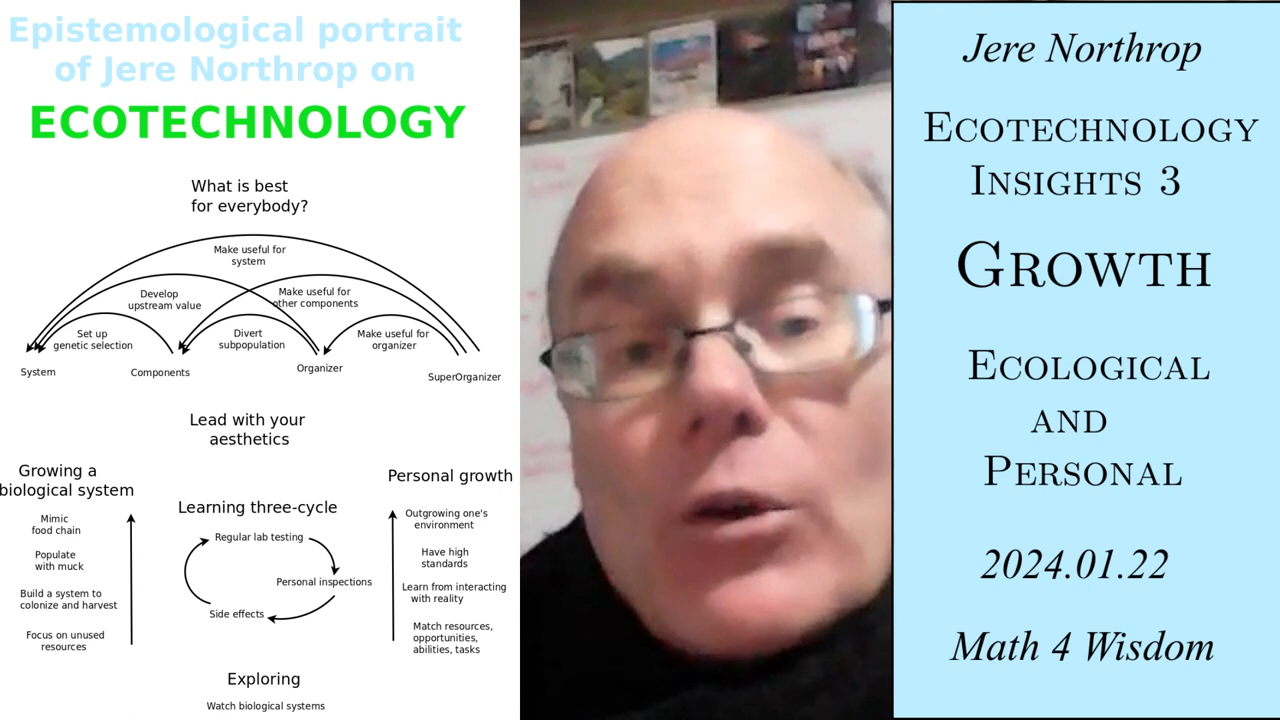 Epistemological portrait
of Jere Northrop on
ECOTECHNOLOGY
What is best
for everybody?
Make useful for
system
Develop
upstream value
Make useful for
other components
Set up
genetic selection
Divert
subpopulation
Make useful for
organizer
System
Components
Organizer
SuperOrganizer
Lead with your
aesthetics
Growing a
biological system
Mimic
food chain
Populate
with muck
Build a system to
colonize and harvest
Focus on unused
resources
Learning three-cycle
Regular lab testing
Personal inspections
Side effects
Personal growth
Outgrowing one's
environment
Have high
standards
Learn from interacting
with reality
Match resources,
opportunities,
abilities, tasks
Exploring
Watch biological systems
Jere Northrop
Ecotechnology
Insights 3
Growth
Ecological
and
Personal
2024.01.22
Math 4 Wisdom